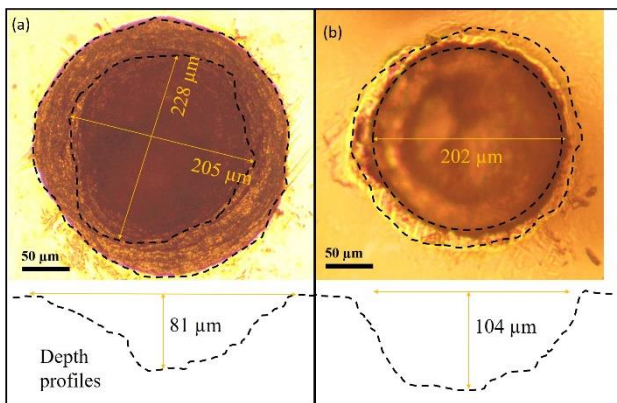 (a)
228 µm
205 µm
50 µm
(b)
202 µm
50 µm
81 µm
Depth
profiles
104 µm